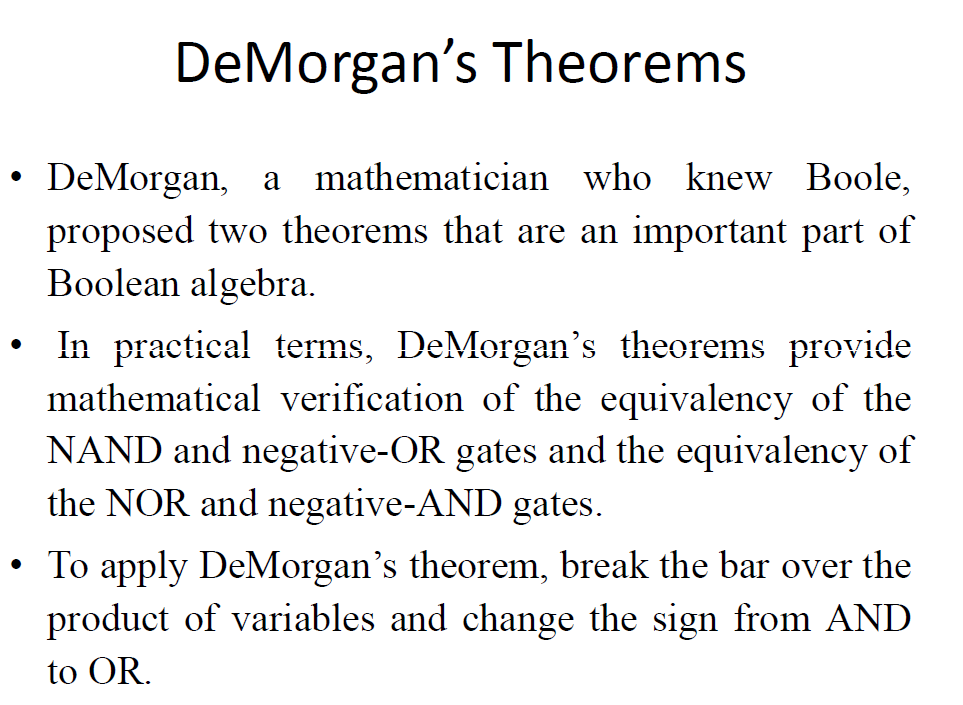 DeMorgan’s Theorems
• DeMorgan, a mathematician who knew Boole,
proposed two theorems that are an important part of
Boolean algebra.
• In practical terms, DeMorgan’s theorems provide
mathematical verification of the equivalency of the
NAND and negative-OR gates and the equivalency of
the NOR and negative-AND gates.
• To apply DeMorgan’s theorem, break the bar over the
product of variables and change the sign from AND
to OR.